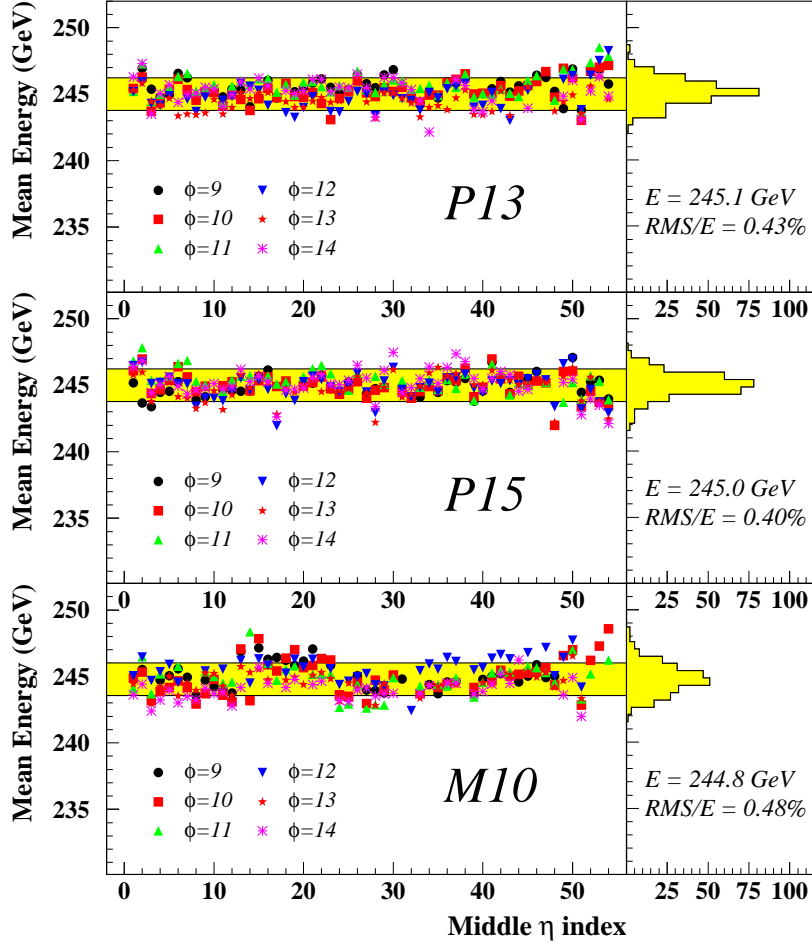 Mean Energy (GeV)
250
245
240
235
ϕ=9
ϕ=10
ϕ=11
ϕ=12
ϕ=13
ϕ=14
P13
E = 245.1 GeV
RMS/E = 0.43%
0 10 20 30 40 50
25 50 75 100
Mean Energy (GeV)
250
245
240
235
ϕ=9
ϕ=10
ϕ=11
ϕ=12
ϕ=13
ϕ=14
P15
E = 245.0 GeV
RMS/E = 0.40%
0 10 20 30 40 50
25 50 75 100
Mean Energy (GeV)
250
245
240
235
ϕ=9
ϕ=10
ϕ=11
ϕ=12
ϕ=13
ϕ=14
M10
E = 244.8 GeV
RMS/E = 0.48%
0 10 20 30 40 50
25 50 75 100
Middle η index